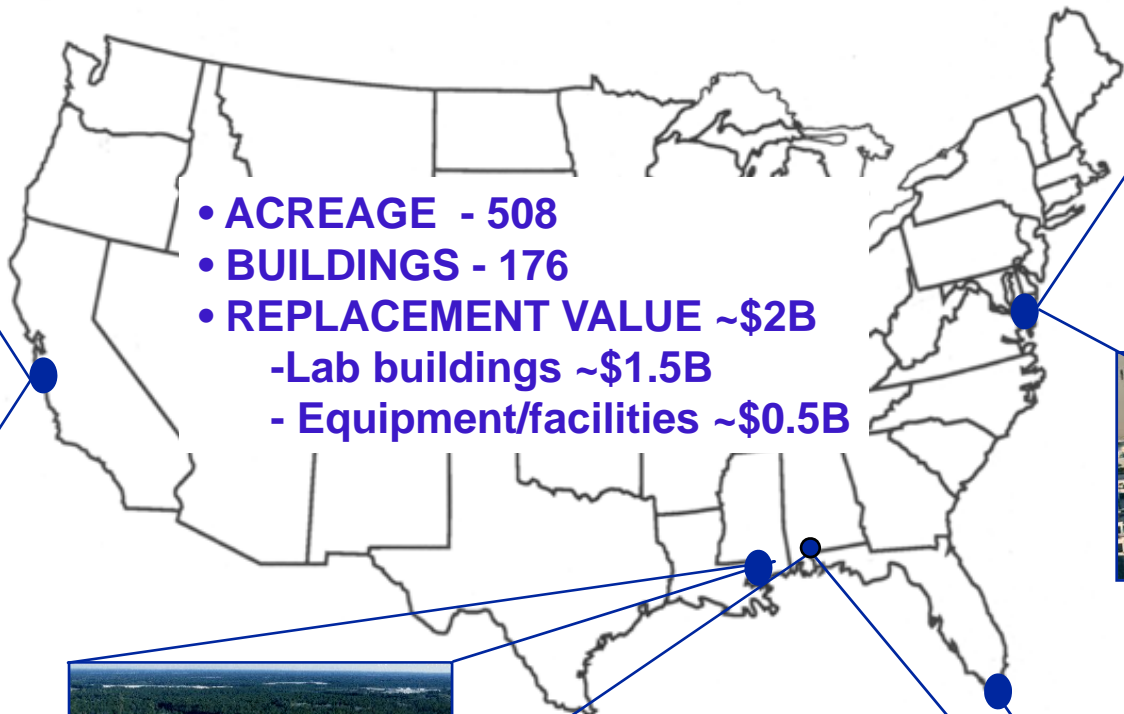 • ACREAGE - 508
• BUILDINGS - 176
• REPLACEMENT VALUE ~$2B
-Lab buildings ~$1.5B
- Equipment/facilities ~$0.5B